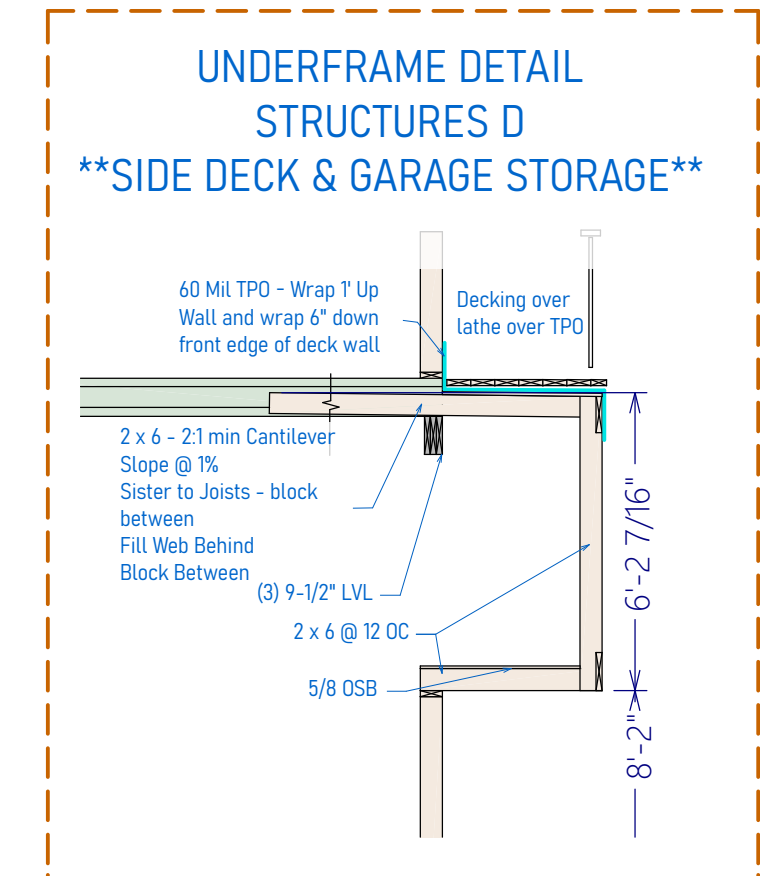 UNDERFRAME DETAIL
STRUCTURES D
**SIDE DECK & GARAGE STORAGE**
60 Mil TPO - Wrap 1' Up
Wall and wrap 6" down
front edge of deck wall
Decking over
lathe over TPO
2 x 6 - 2:1 min Cantilever
Slope @ 1%
Sister to Joists - block
between
Fill Web Behind
Block Between
(3) 9-1/2" LVL
2 x 6 @ 12 OC
5/8 OSB
6'-2 7/16"
8'-2"